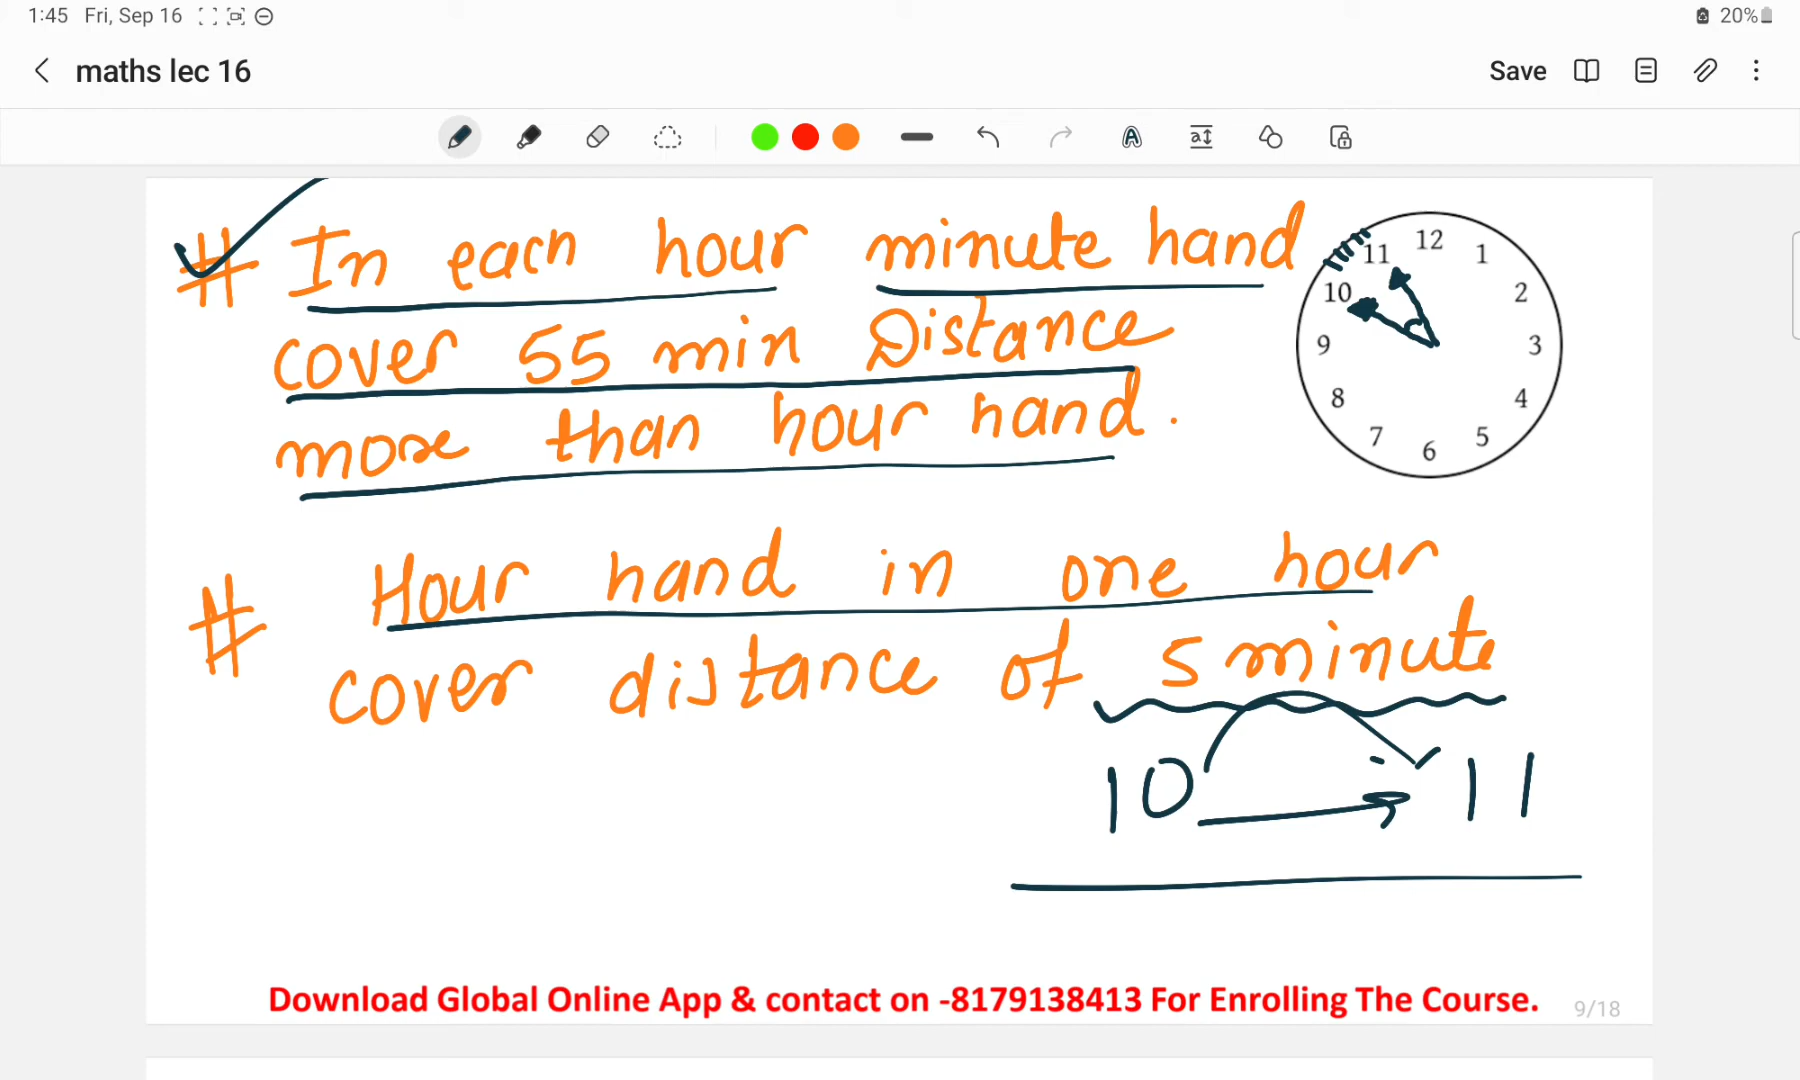 1:45 Fri, Sep 16
20%
maths lec 16
Save
# In each hour minute hand
cover 55 min Distance
more than hour hand.
12
11 1
10 2
9 3
8 4
7 5
6
# Hour hand in one hour
cover distance of 5 minute
10 → 11
Download Global Online App & contact on -8179138413 For Enrolling The Course.
9/18